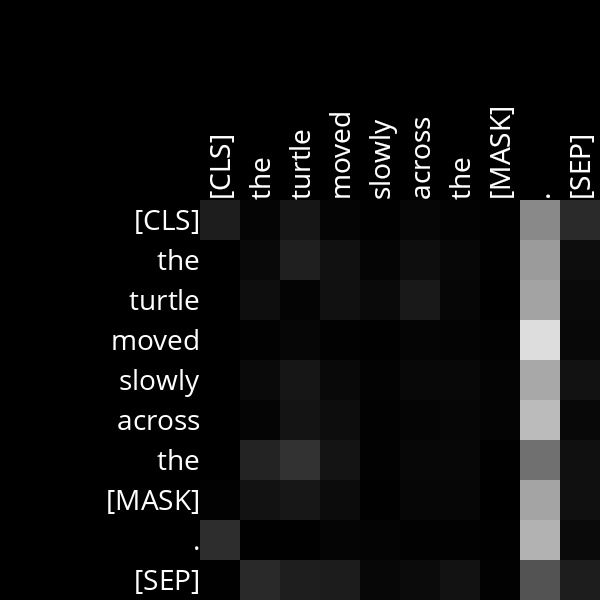 [CLS] the turtle moved slowly across the [MASK] . [SEP]
[CLS]
the
turtle
moved
slowly
across
the
[MASK]
.
[SEP]